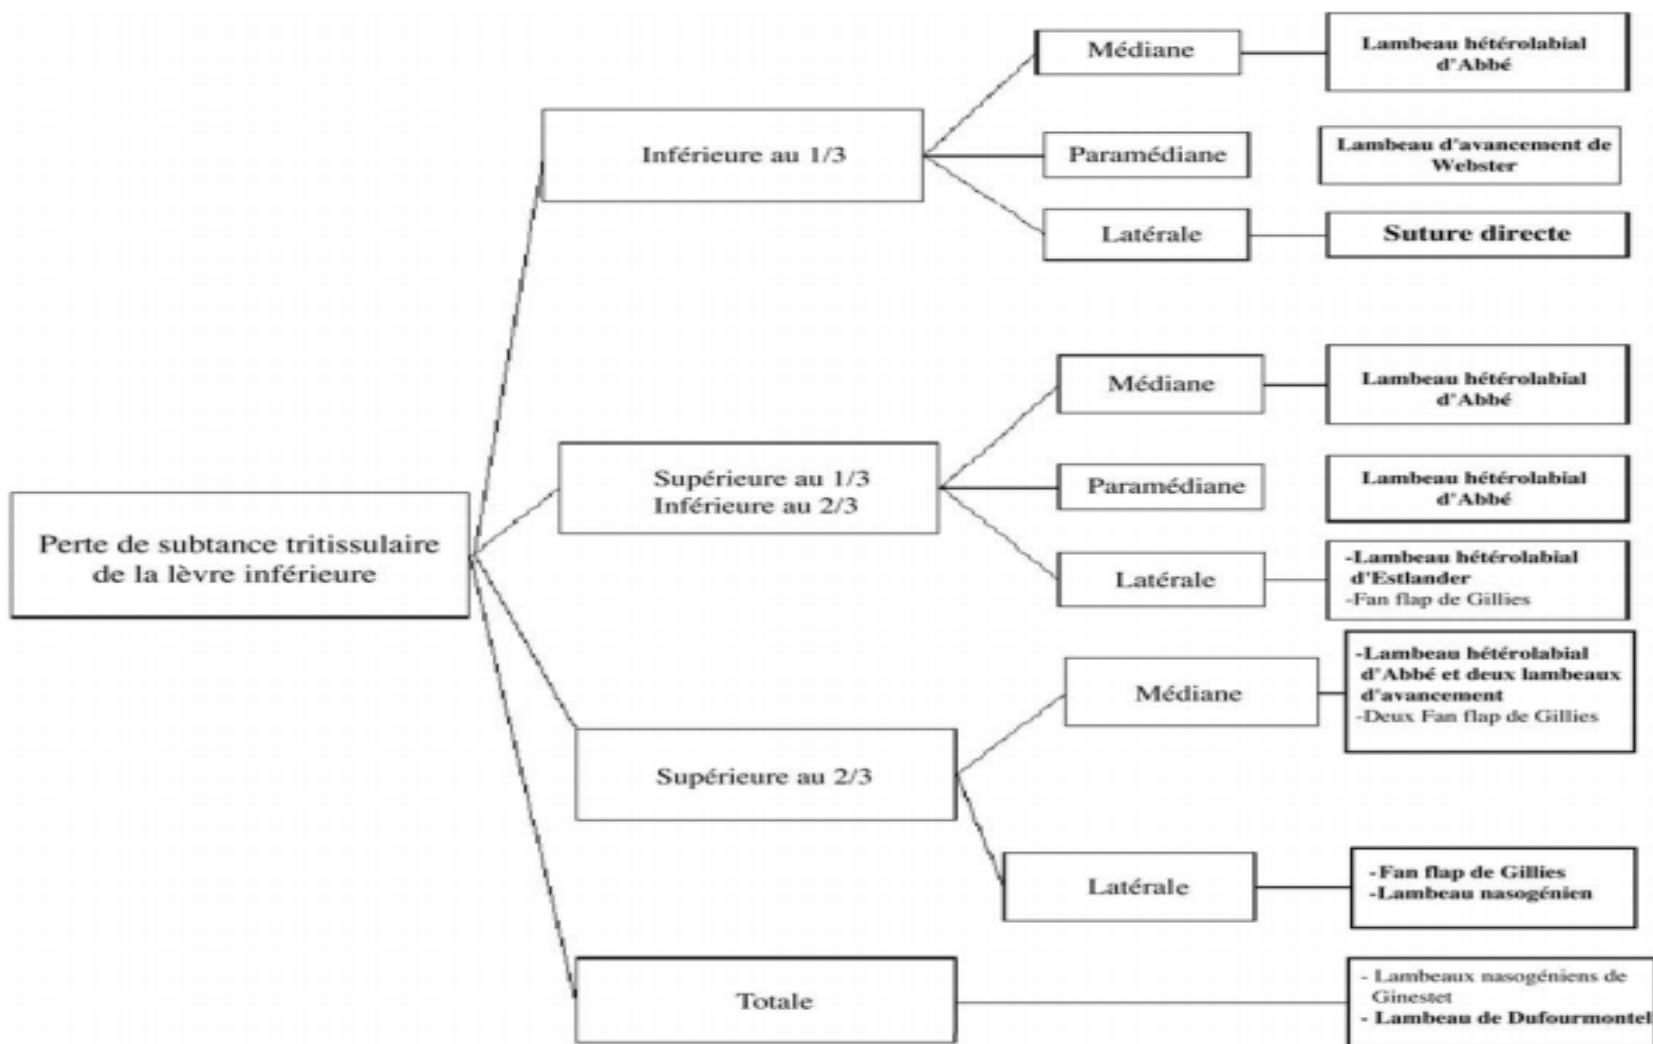 Perte de subtance tritissulaire
de la lèvre inférieure
Inférieure au 1/3
Médiane
Lambeau hétérolabial
d'Abbé
Paramédiane
Lambeau d'avancement de
Webster
Latérale
Suture directe
Supérieure au 1/3
Inférieure au 2/3
Médiane
Lambeau hétérolabial
d'Abbé
Paramédiane
Lambeau hétérolabial
d'Abbé
Latérale
-Lambeau hétérolabial
d'Estlander
-Fan flap de Gillies
Supérieure au 2/3
Médiane
-Lambeau hétérolabial
d'Abbé et deux lambeaux
d'avancement
-Deux Fan flap de Gillies
Latérale
-Fan flap de Gillies
-Lambeau nasogénien
Totale
- Lambeaux nasogéniens de
Ginestet
- Lambeau de Dufourmontel